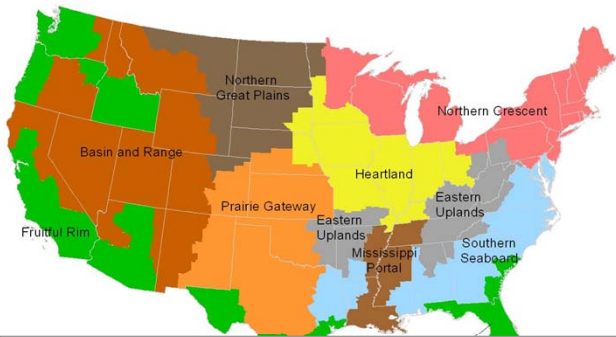 Northern
Great Plains
Northern Crescent
Basin and Range
Heartland
Prairie Gateway
Eastern
Uplands
Eastern
Uplands
Fruitful Rim
Mississippi
Portal
Southern
Seaboard